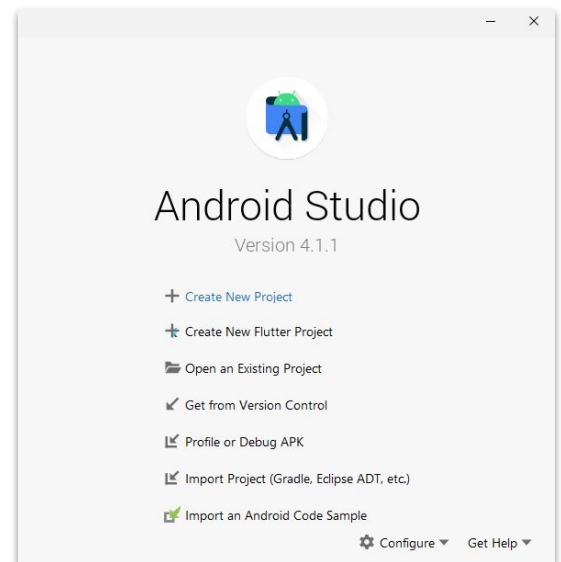 Android Studio
Version 4.1.1
Create New Project
Create New Flutter Project
Open an Existing Project
Get from Version Control
Profile or Debug APK
Import Project (Gradle, Eclipse ADT, etc.)
Import an Android Code Sample
Configure Get Help